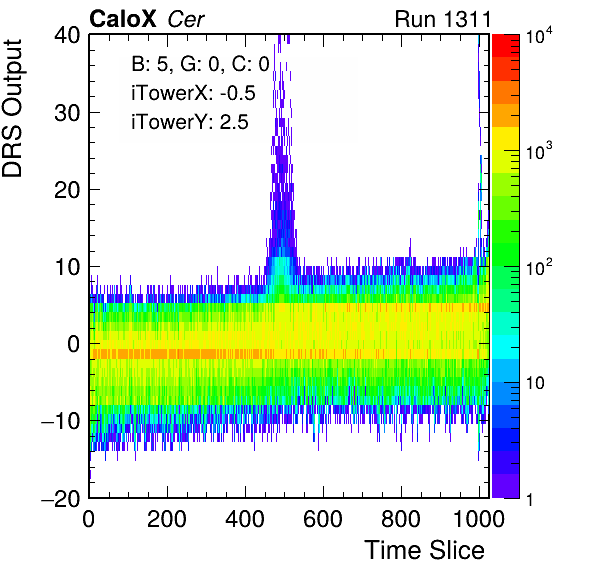 CaloX Cer Run 1311
DRS Output
B: 5, G: 0, C: 0
iTowerX: -0.5
iTowerY: 2.5
40
30
20
10
0
−10
−20
0 200 400 600 800 1000
Time Slice
10^4
10^3
10^2
10
1